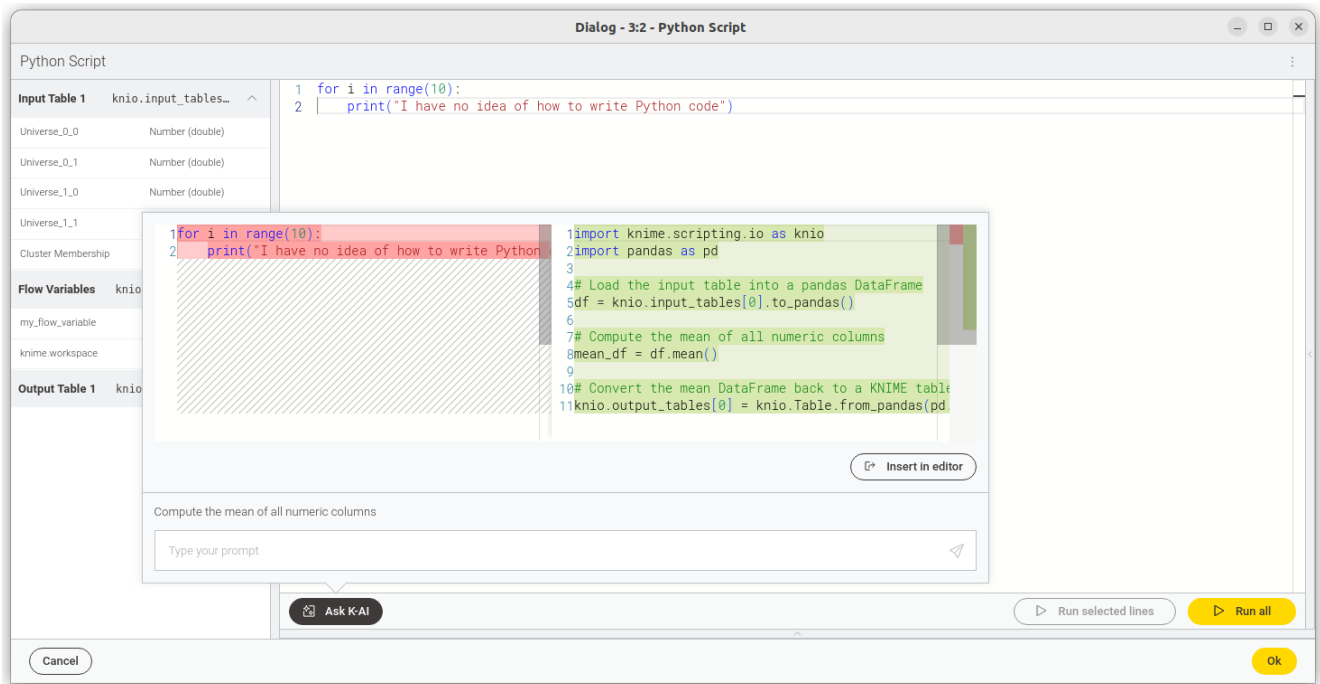 Dialog - 3:2 - Python Script
Python Script
Input Table 1 knio.input_tables…
Universe_0_0 Number (double)
Universe_0_1 Number (double)
Universe_1_0 Number (double)
Universe_1_1
Cluster Membership
Flow Variables knio
my_flow_variable
knime.workspace
Output Table 1 knio
1 for i in range(10):
2 print("I have no idea of how to write Python code")
1 for i in range(10):
2 print("I have no idea of how to write Python
1 import knime.scripting.io as knio
2 import pandas as pd
3
4 # Load the input table into a pandas DataFrame
5 df = knio.input_tables[0].to_pandas()
6
7 # Compute the mean of all numeric columns
8 mean_df = df.mean()
9
10 # Convert the mean DataFrame back to a KNIME table
11 knio.output_tables[0] = knio.Table.from_pandas(pd.
Insert in editor
Compute the mean of all numeric columns
Type your prompt
Ask K-AI
Run selected lines
Run all
Cancel
Ok